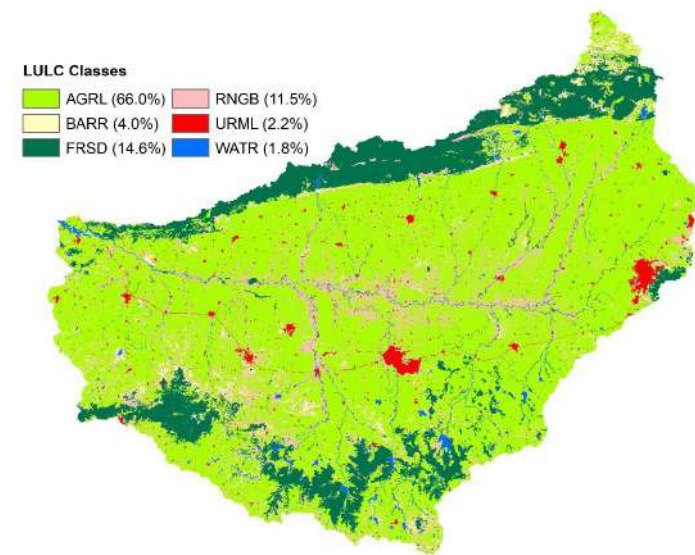 LULC Classes
AGRL (66.0%) RNGB (11.5%)
BARR (4.0%) URML (2.2%)
FRSD (14.6%) WATR (1.8%)